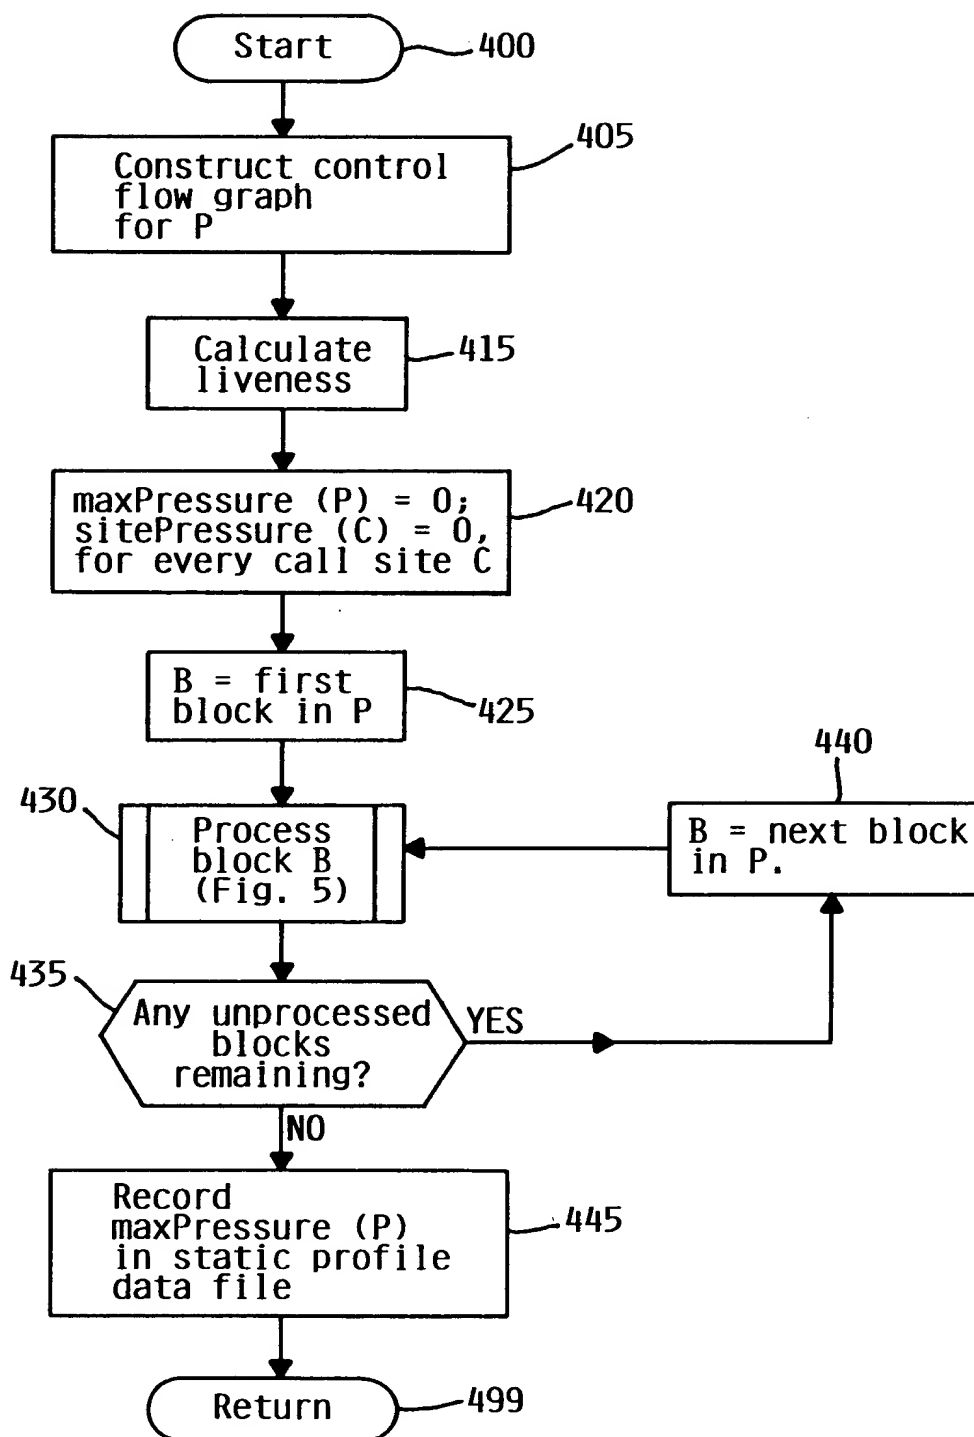 Start
400
Construct control
flow graph
for P
405
Calculate
liveness
415
maxPressure (P) = 0;
sitePressure (C) = 0,
for every call site C
420
B = first
block in P
425
440
430
Process
block B
(Fig. 5)
B = next block
in P.
435
Any unprocessed
blocks
remaining?
YES
NO
Record
maxPressure (P)
in static profile
data file
445
Return
499